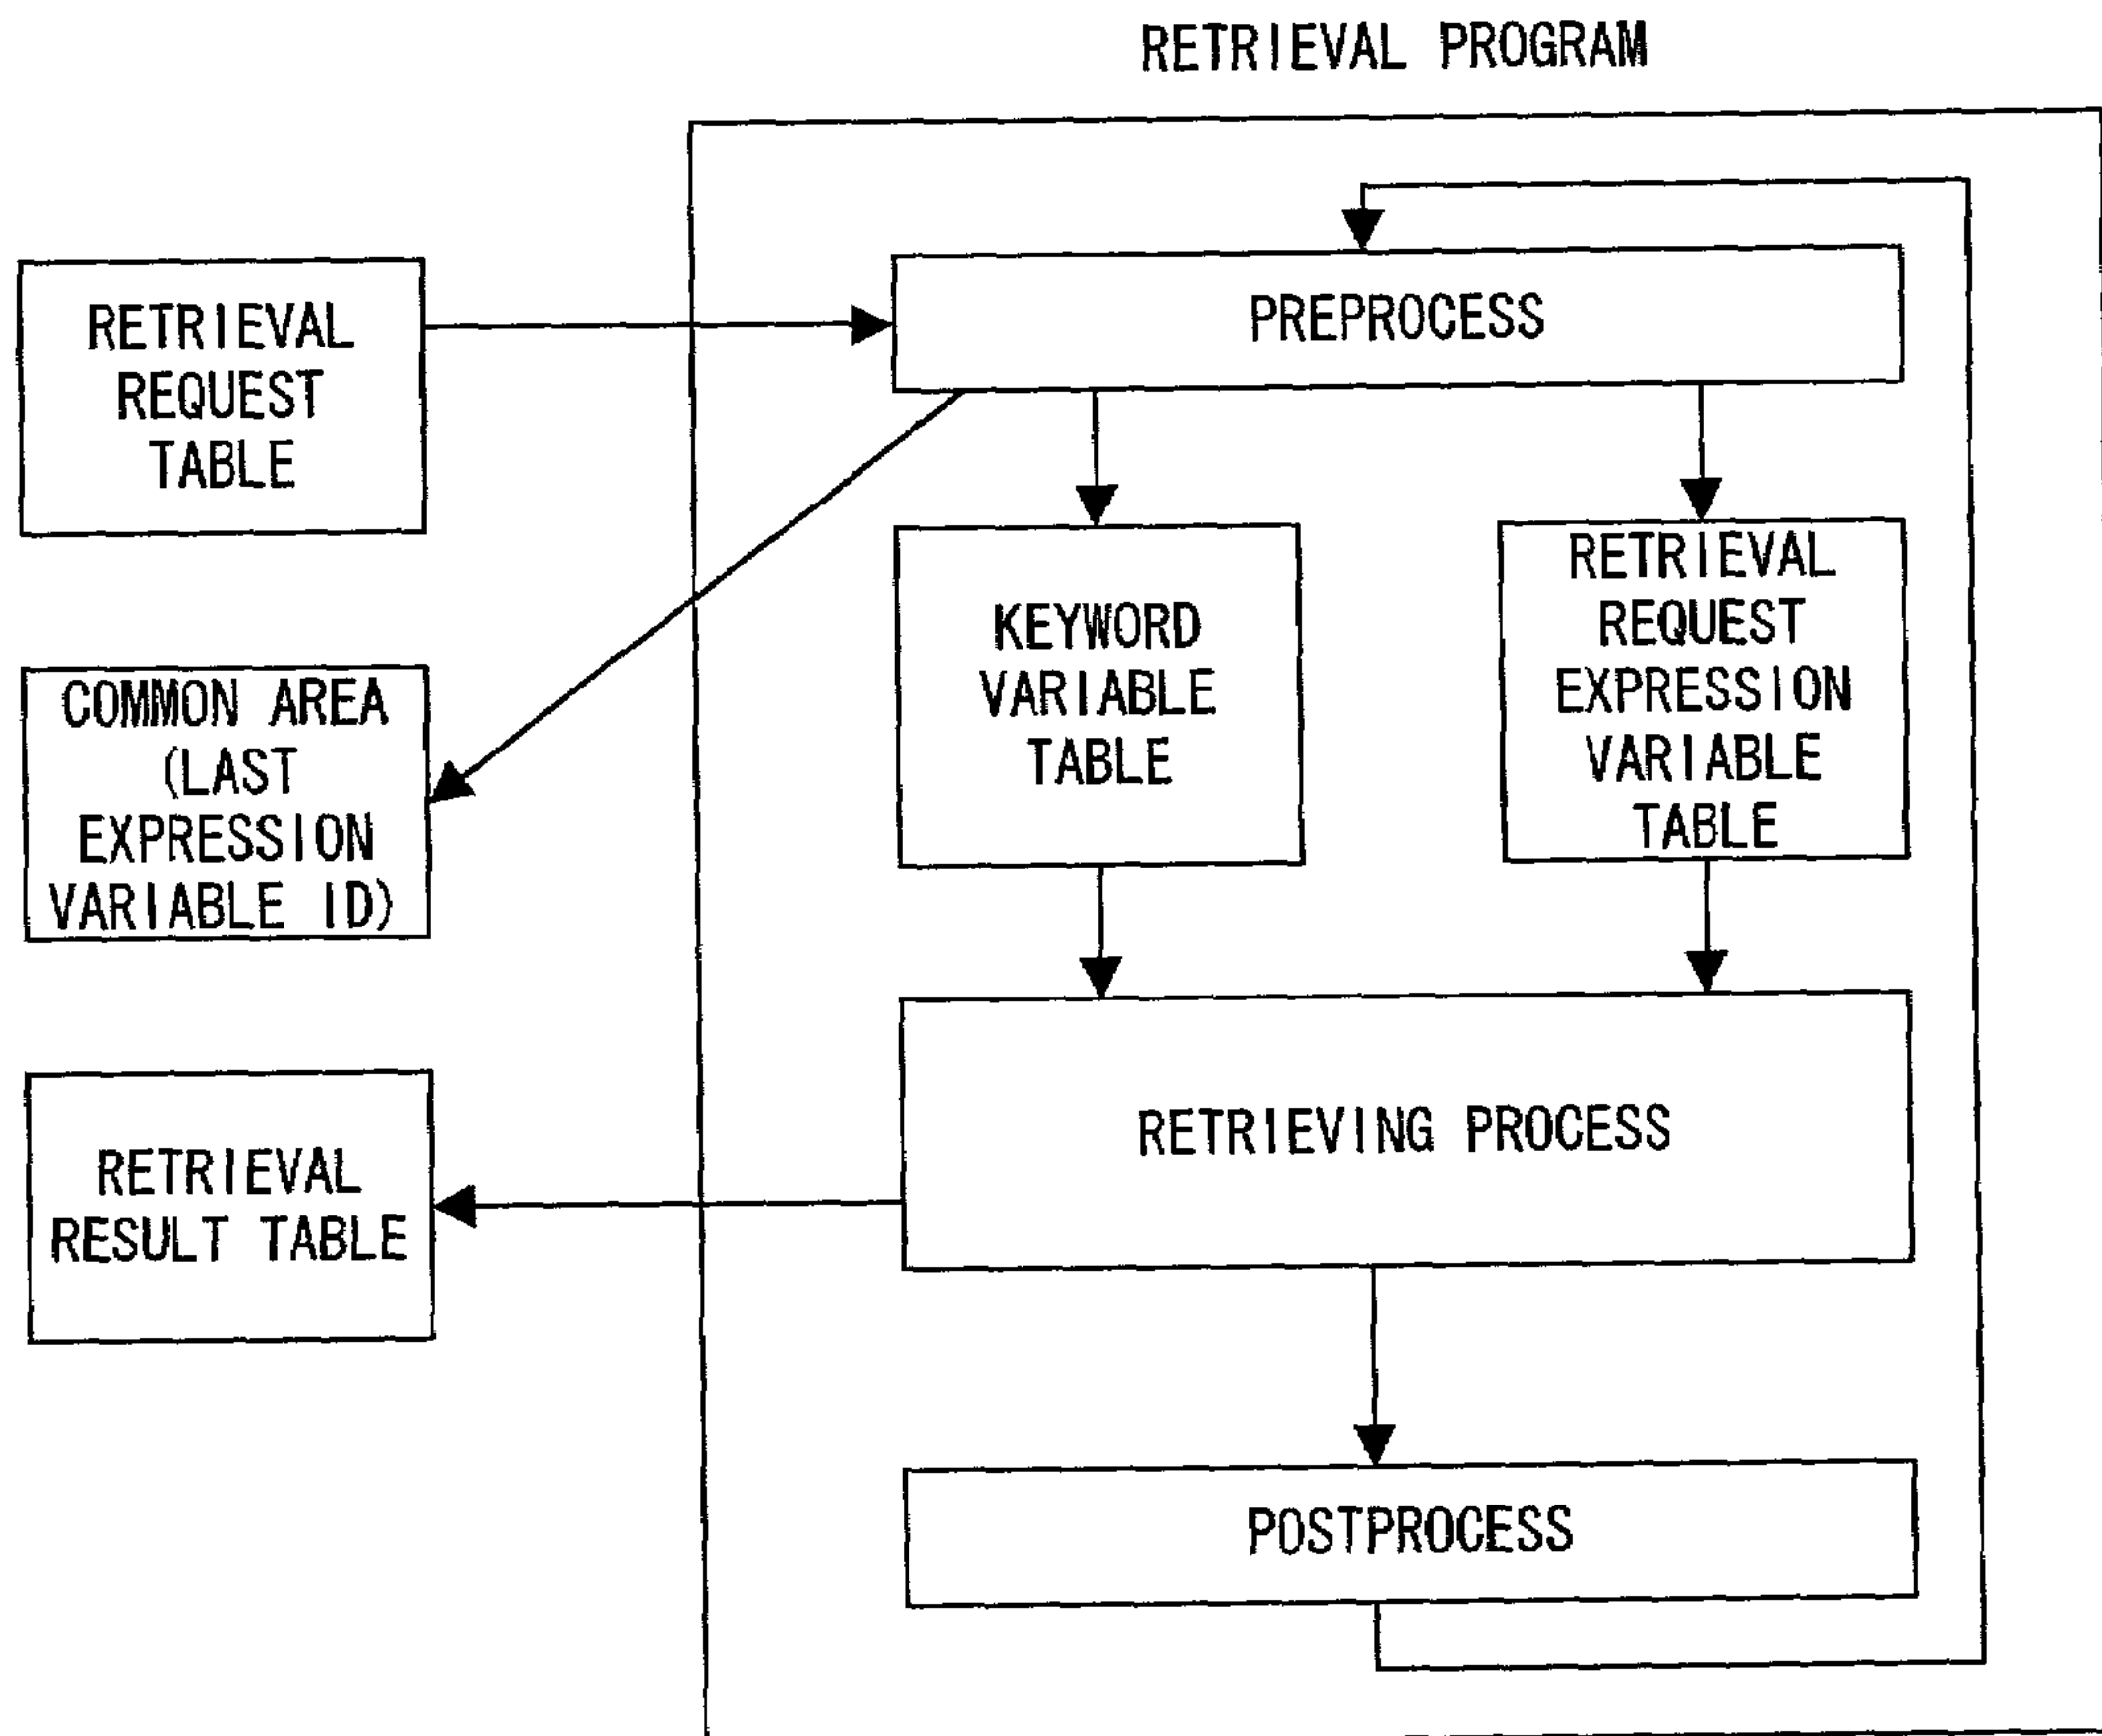 RETRIEVAL PROGRAM
RETRIEVAL
REQUEST
TABLE
PREPROCESS
COMMON AREA
(LAST
EXPRESSION
VARIABLE ID)
KEYWORD
VARIABLE
TABLE
RETRIEVAL
REQUEST
EXPRESSION
VARIABLE
TABLE
RETRIEVAL
RESULT TABLE
RETRIEVING PROCESS
POSTPROCESS